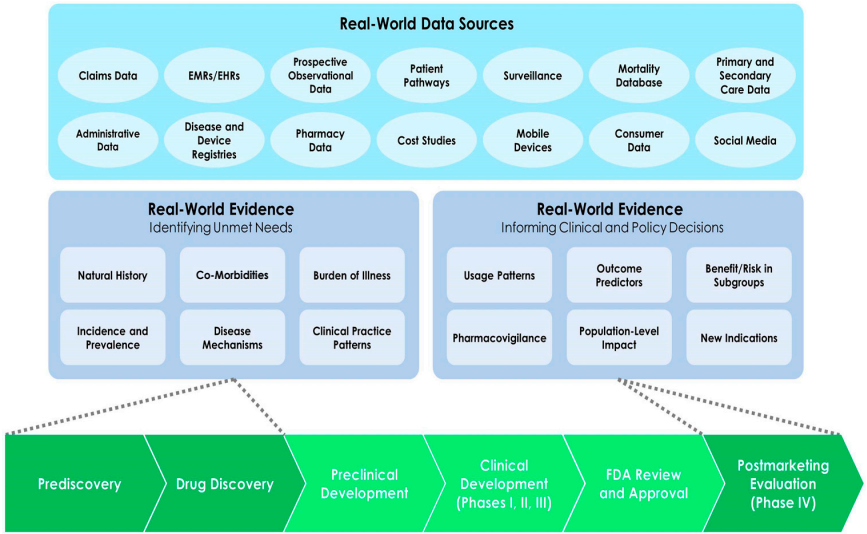 Real-World Data Sources
Claims Data
EMRs/EHRs
Prospective
Observational
Data
Patient
Pathways
Surveillance
Mortality
Database
Primary and
Secondary
Care Data
Administrative
Data
Disease and
Device
Registries
Pharmacy
Data
Cost Studies
Mobile
Devices
Consumer
Data
Social Media
Real-World Evidence
Identifying Unmet Needs
Natural History
Co-Morbidities
Burden of Illness
Incidence and
Prevalence
Disease
Mechanisms
Clinical Practice
Patterns
Real-World Evidence
Informing Clinical and Policy Decisions
Usage Patterns
Outcome
Predictors
Benefit/Risk in
Subgroups
Pharmacovigilance
Population-Level
Impact
New Indications
Prediscovery
Drug Discovery
Preclinical
Development
Clinical
Development
(Phases I, II, III)
FDA Review
and Approval
Postmarketing
Evaluation
(Phase IV)